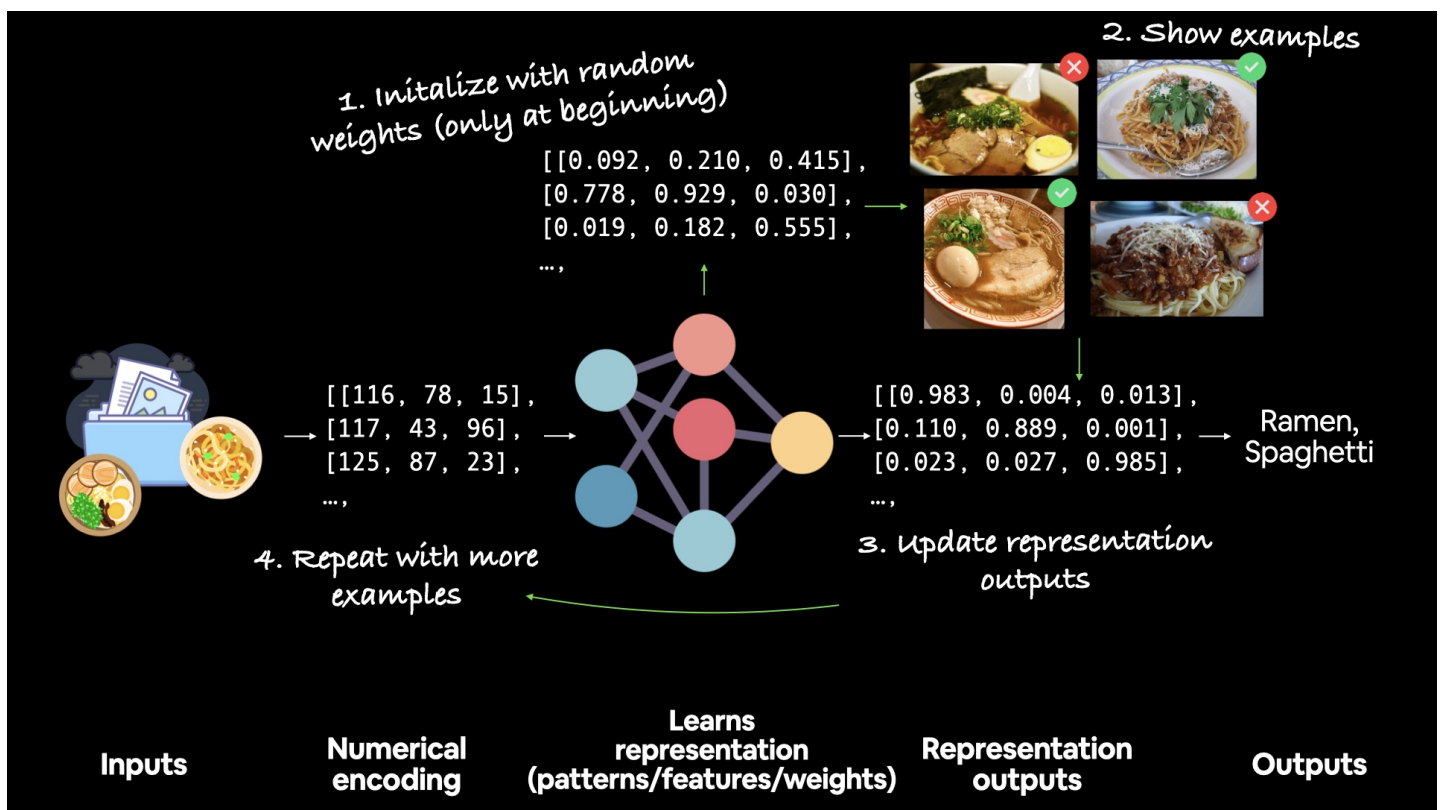 2. Show examples
1. Initalize with random
weights (only at beginning)
[[0.092, 0.210, 0.415],
[0.778, 0.929, 0.030],
[0.019, 0.182, 0.555],
…,
[[116, 78, 15],
[117, 43, 96],
[125, 87, 23],
…,
[[0.983, 0.004, 0.013],
[0.110, 0.889, 0.001],
[0.023, 0.027, 0.985],
…,
Ramen,
Spaghetti
4. Repeat with more
examples
3. Update representation
outputs
Inputs
Numerical
encoding
Learns
representation
(patterns/features/weights)
Representation
outputs
Outputs